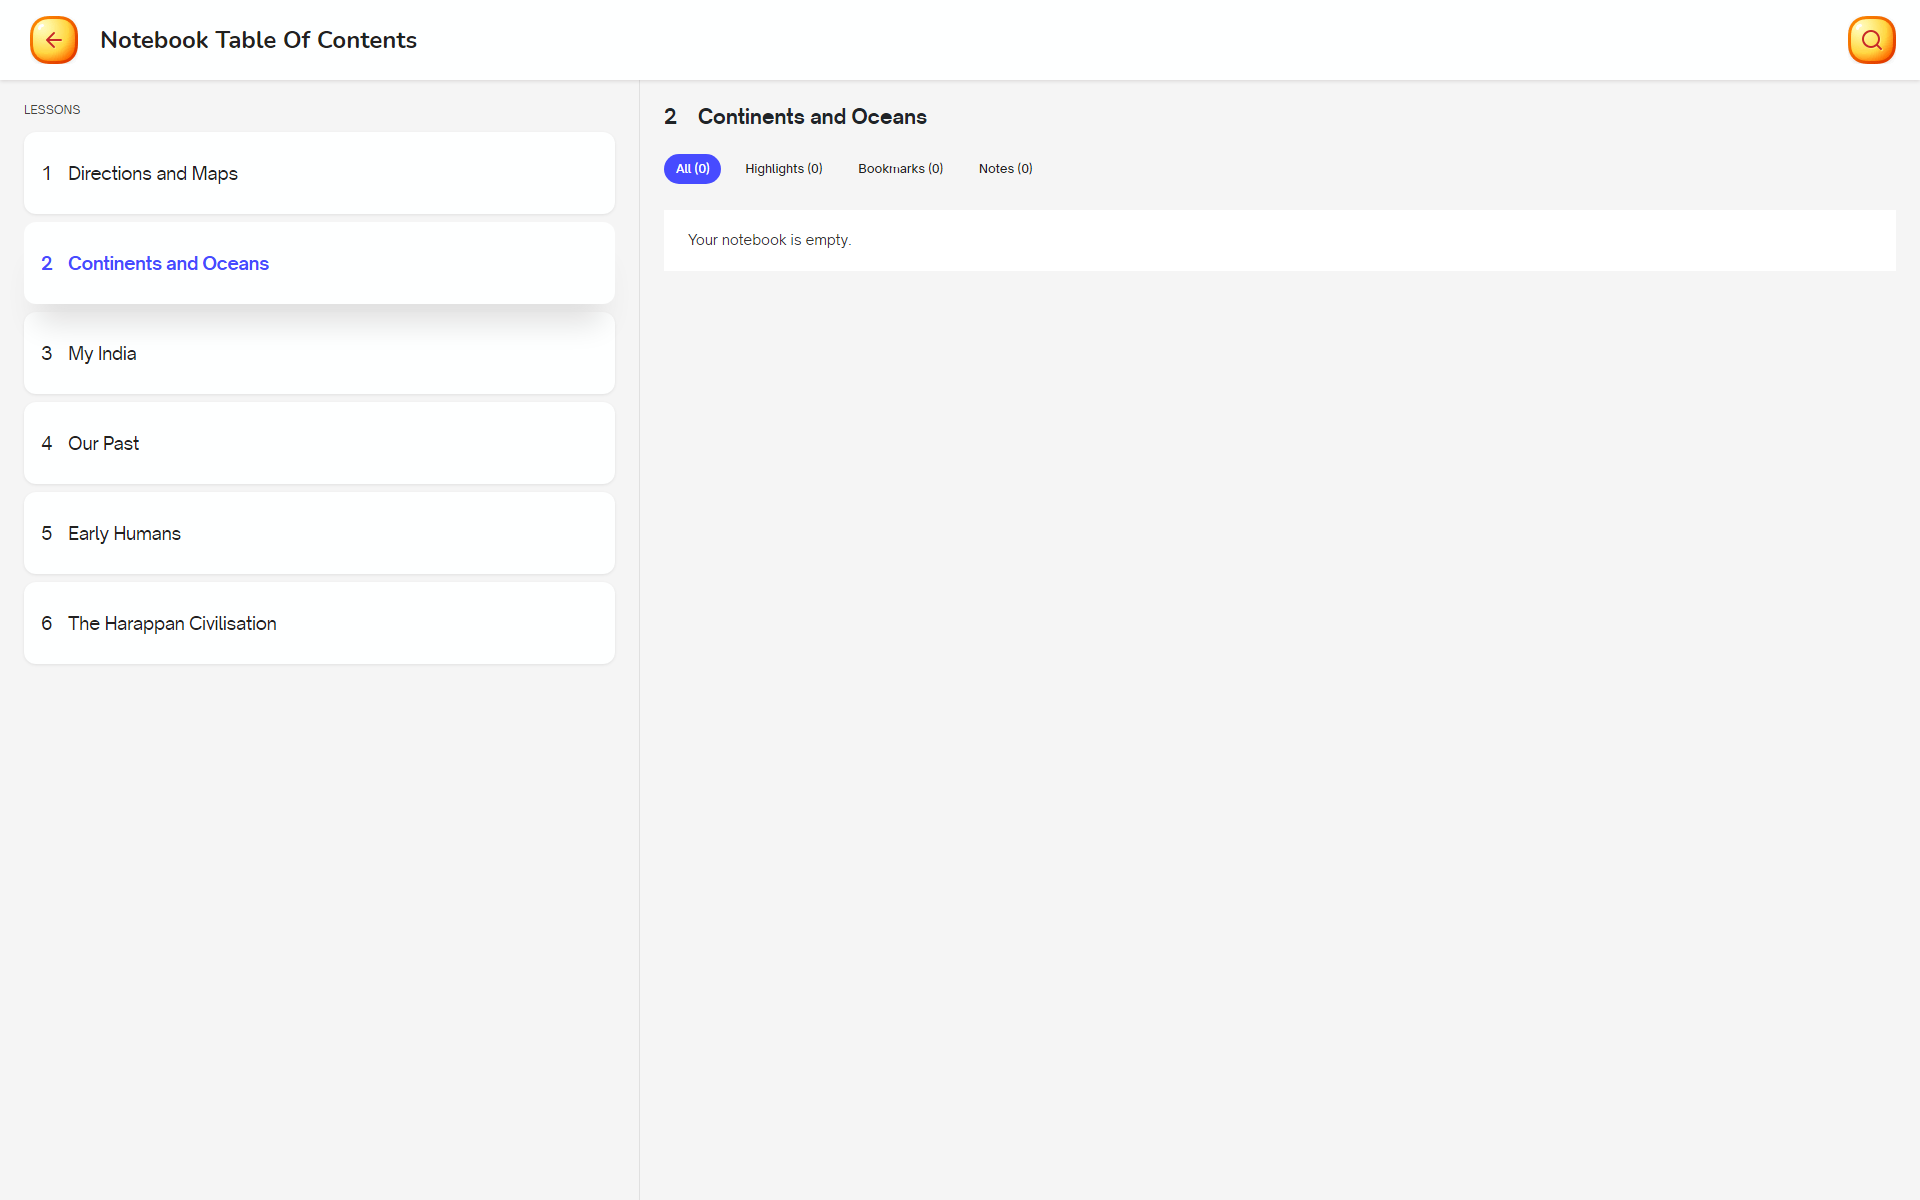 Notebook Table Of Contents
LESSONS
1 Directions and Maps
2 Continents and Oceans
3 My India
4 Our Past
5 Early Humans
6 The Harappan Civilisation
2 Continents and Oceans
All (0) Highlights (0) Bookmarks (0) Notes (0)
Your notebook is empty.